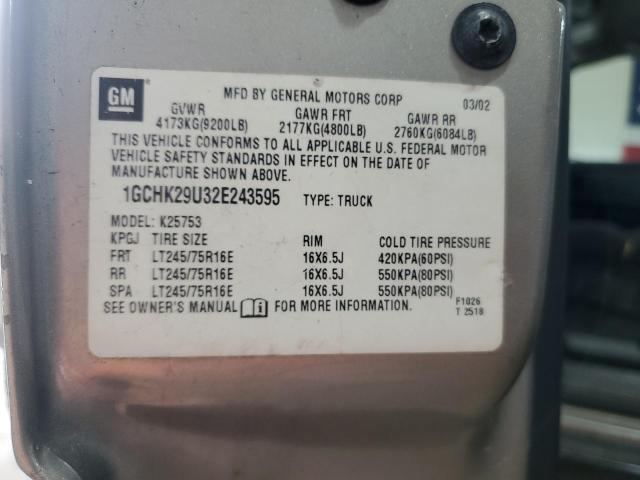 GM
MFD BY GENERAL MOTORS CORP 03/02
GVWR GAWR FRT GAWR RR
4173KG(9200LB) 2177KG(4800LB) 2760KG(6084LB)
THIS VEHICLE CONFORMS TO ALL APPLICABLE U.S. FEDERAL MOTOR
VEHICLE SAFETY STANDARDS IN EFFECT ON THE DATE OF
MANUFACTURE SHOWN ABOVE.
1GCHK29U32E243595 TYPE: TRUCK
MODEL: K25753
KPGJ TIRE SIZE RIM COLD TIRE PRESSURE
FRT LT245/75R16E 16X6.5J 420KPA(60PSI)
RR LT245/75R16E 16X6.5J 550KPA(80PSI)
SPA LT245/75R16E 16X6.5J 550KPA(80PSI)
SEE OWNER'S MANUAL FOR MORE INFORMATION. F1026
T 2518